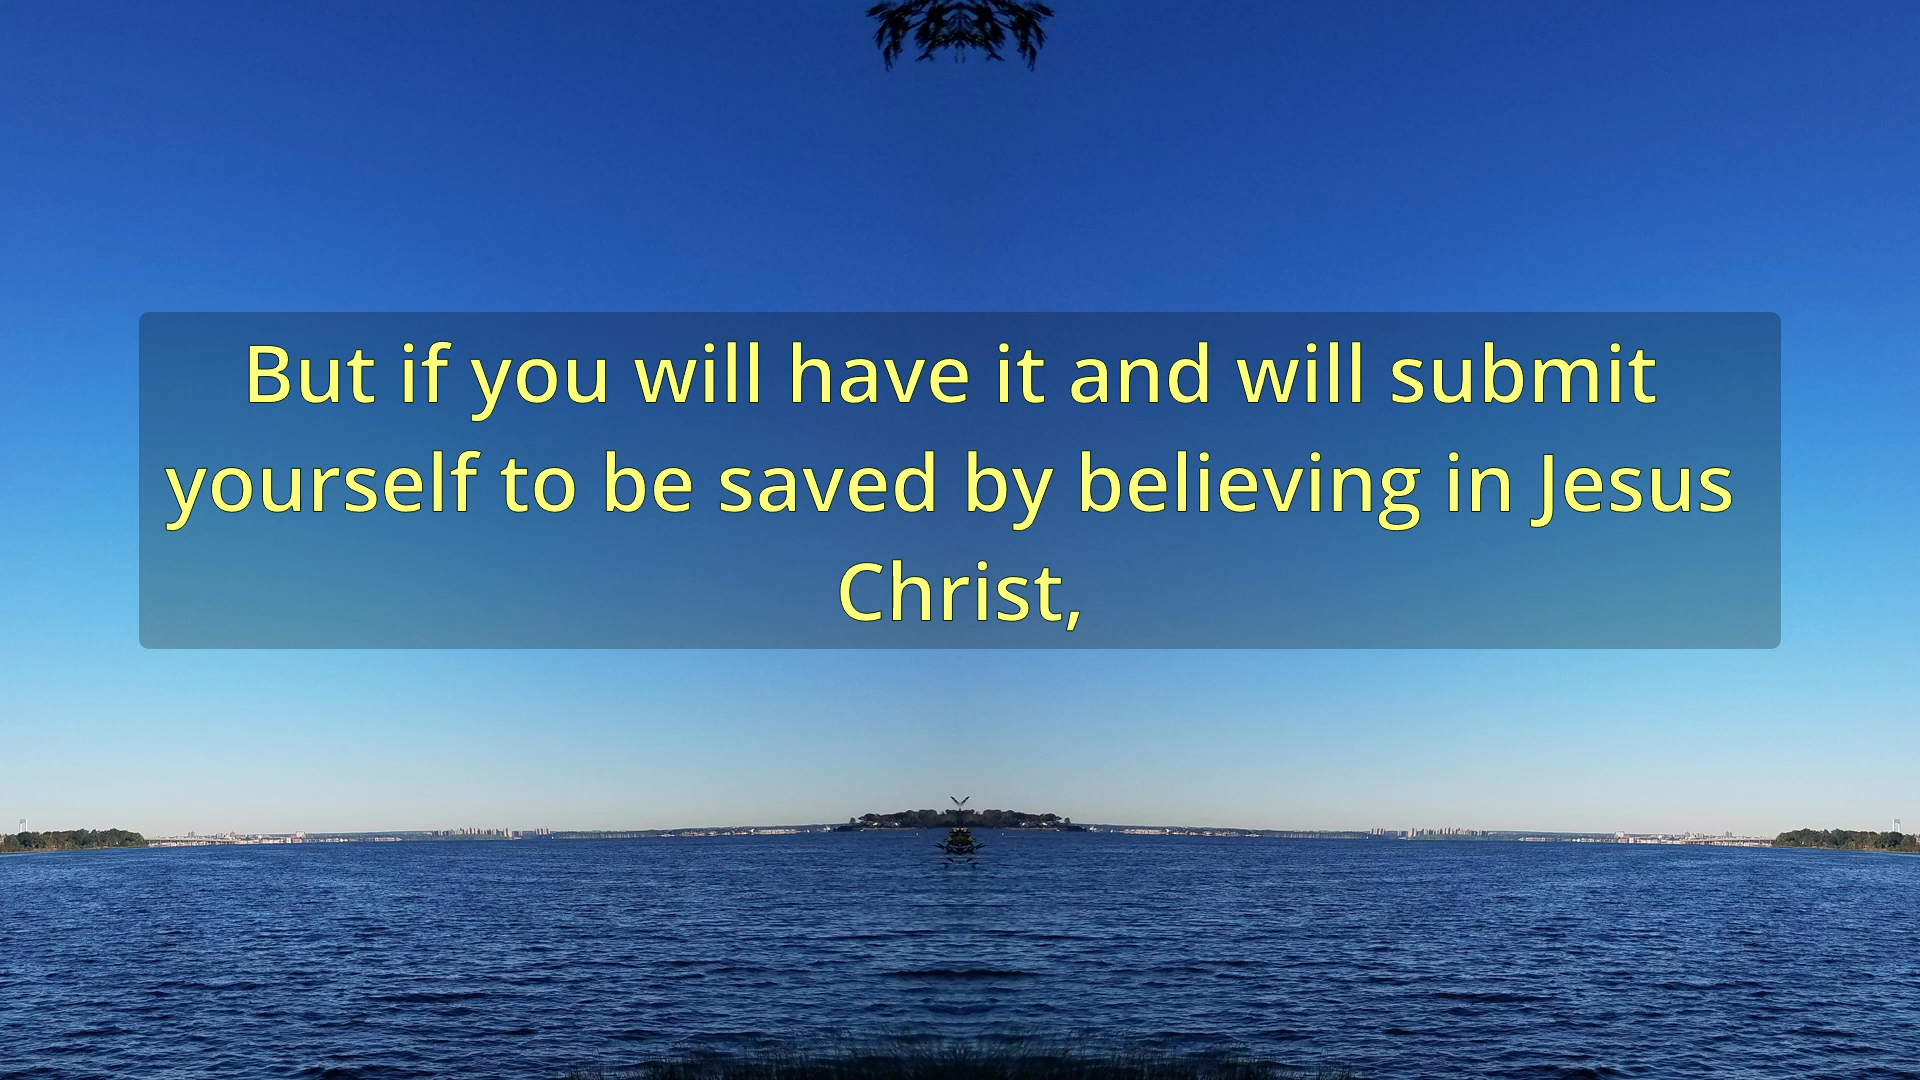 But if you will have it and will submit
yourself to be saved by believing in Jesus
Christ,